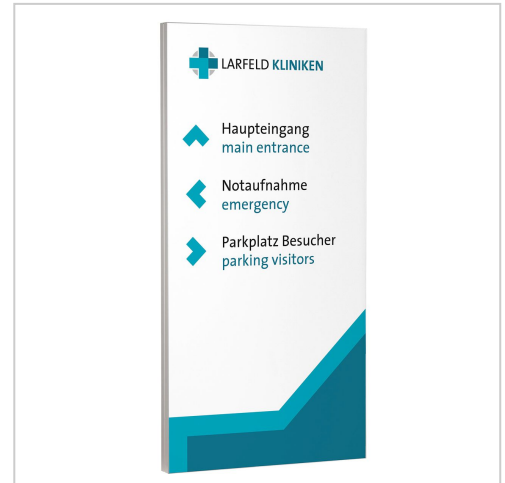 LARFELD KLINIKEN
Haupteingang
main entrance
Notaufnahme
emergency
Parkplatz Besucher
parking visitors